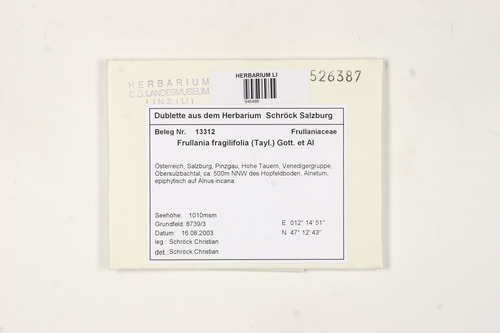 HERBARIUM LI
526387
HERBARIUM
LANDESMUSEUM
LINZ (LI)
Dublette aus dem Herbarium Schröck Salzburg
Beleg Nr. 13312 Frullaniaceae
Frullania fragilifolia (Tayl.) Gott. et Al
Österreich, Salzburg, Pinzgau, Hohe Tauern, Venedigergruppe,
Obersulzbachtal, ca. 500m NNW des Hopfeldboden, Alnetum,
epiphytisch auf Alnus incana.
Seehöhe: 1010msm E 012° 14' 51"
Grundfeld: 8739/3 N 47° 12' 43"
Datum: 16.08.2003
leg.: Schröck Christian
det.: Schröck Christian